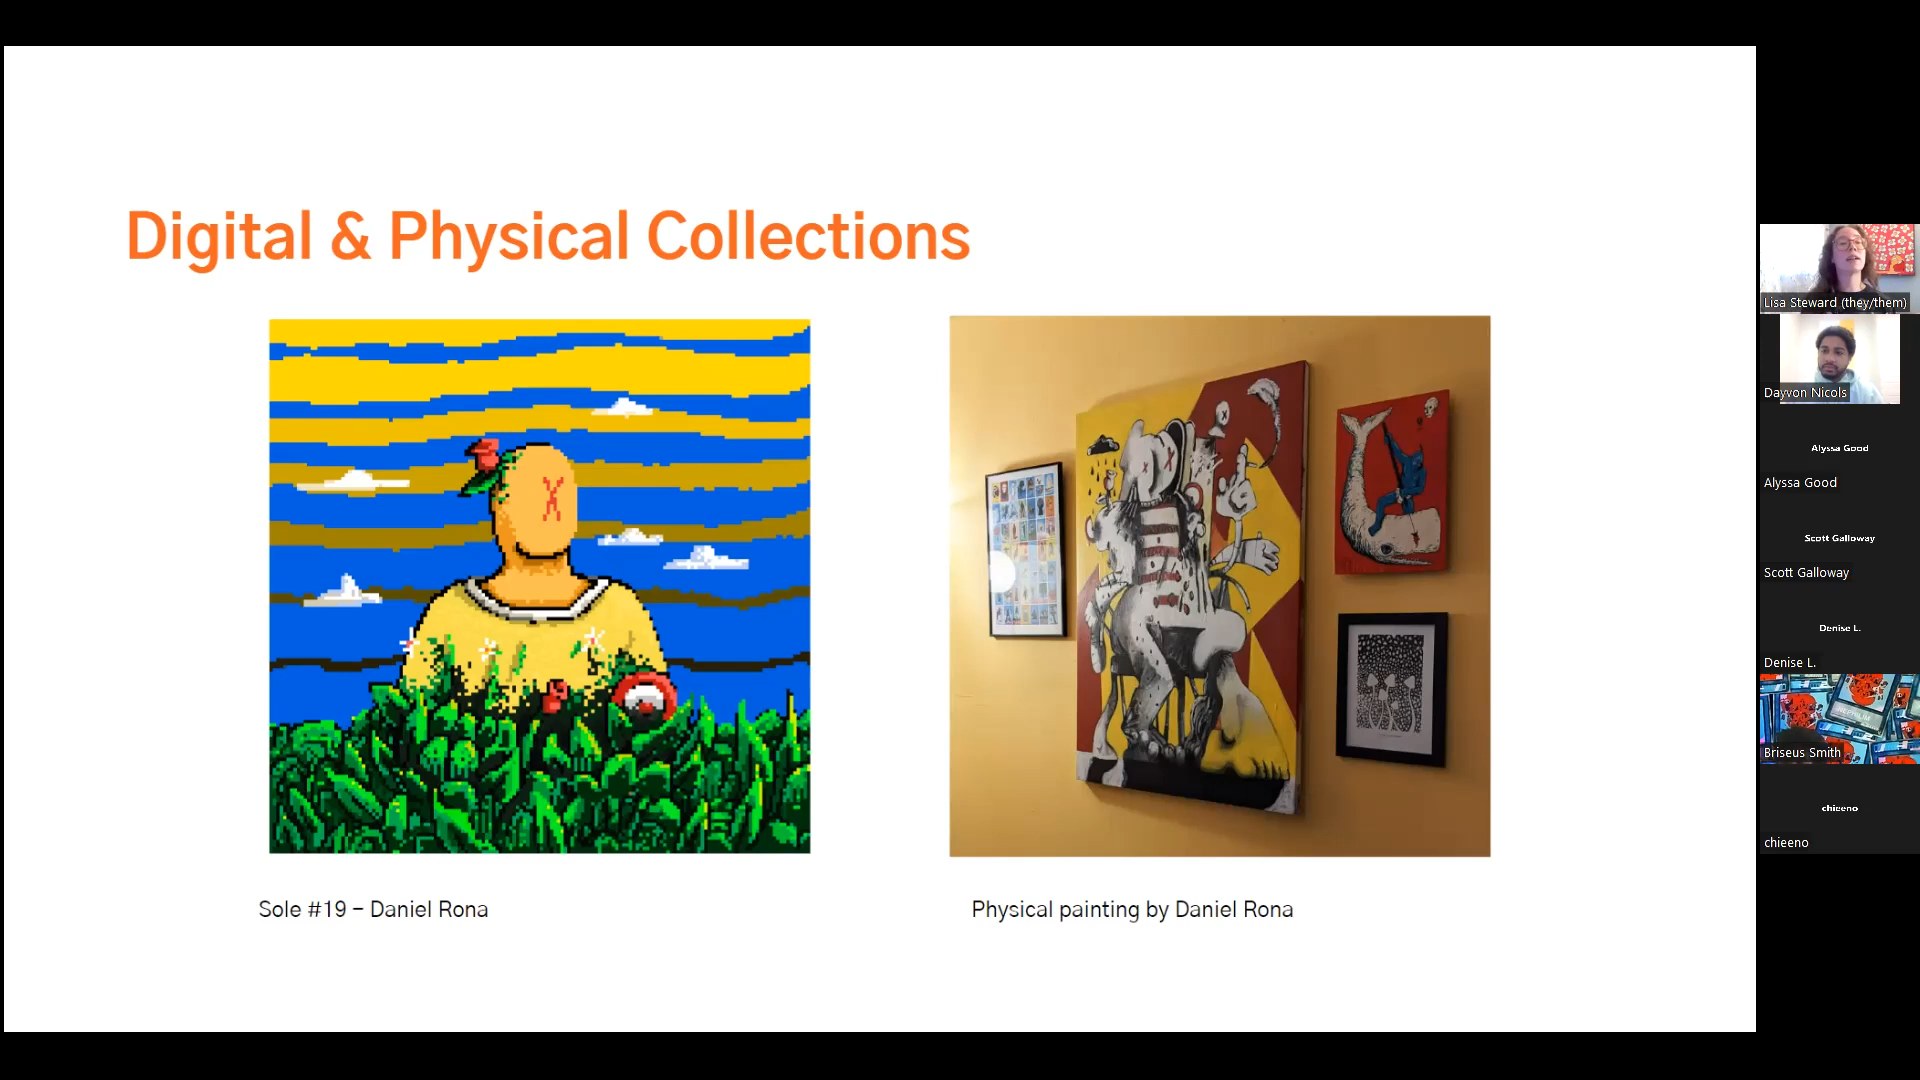 Digital & Physical Collections
Sole #19 – Daniel Rona
Physical painting by Daniel Rona
Lisa Steward (they/them)
Dayvon Nicols
Alyssa Good
Alyssa Good
Scott Galloway
Scott Galloway
Denise L.
Denise L.
Briseus Smith
chieeno
chieeno